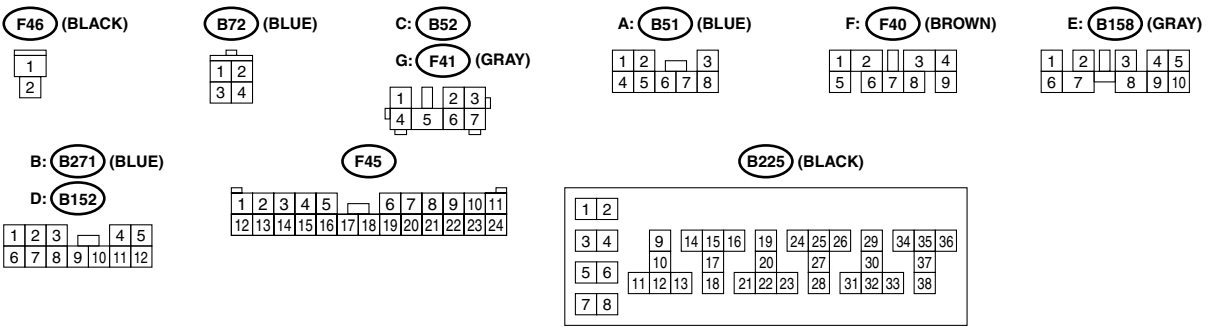 F46 (BLACK)
1
2
B72 (BLUE)
1 2
3 4
C: B52
G: F41 (GRAY)
1 2 3
4 5 6 7
A: B51 (BLUE)
1 2 3
4 5 6 7 8
F: F40 (BROWN)
1 2 3 4
5 6 7 8 9
E: B158 (GRAY)
1 2 3 4 5
6 7 8 9 10
B: B271 (BLUE)
D: B152
1 2 3 4 5
6 7 8 9 10 11 12
F45
1 2 3 4 5 6 7 8 9 10 11
12 13 14 15 16 17 18 19 20 21 22 23 24
B225 (BLACK)
1 2
3 4 9 14 15 16 19 24 25 26 29 34 35 36
10 17 20 27 30 37
5 6 11 12 13 18 21 22 23 28 31 32 33 38
7 8